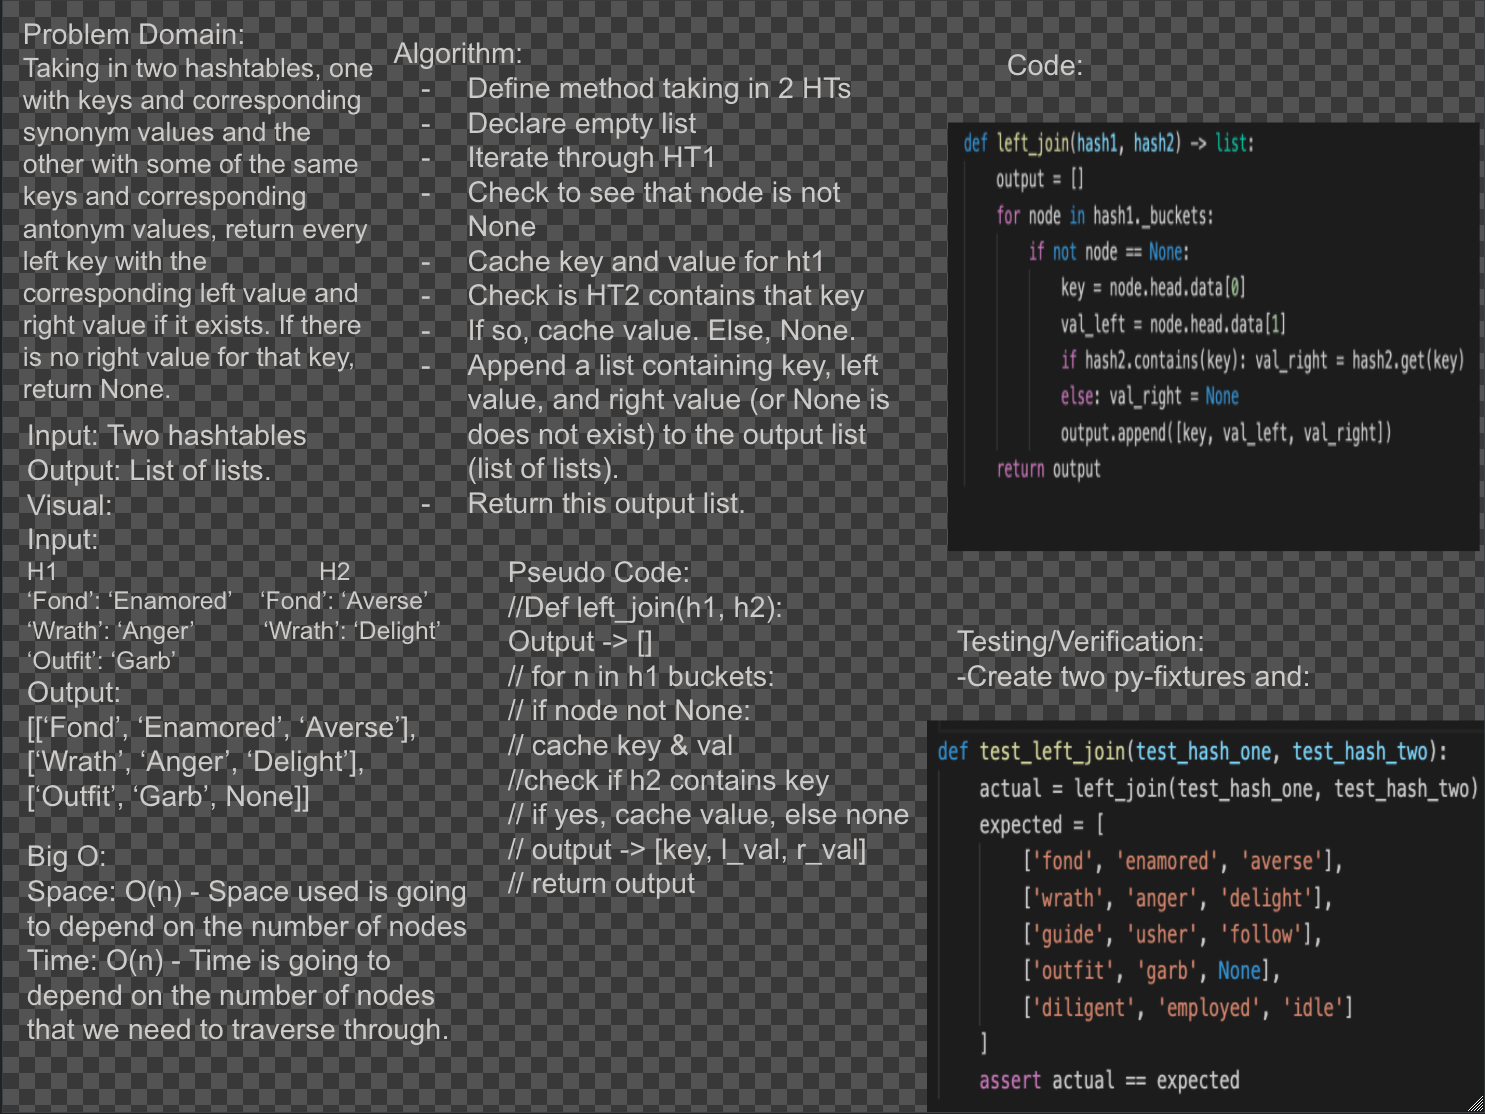 Problem Domain:
Taking in two hashtables, one
with keys and corresponding
synonym values and the
other with some of the same
keys and corresponding
antonym values, return every
left key with the
corresponding left value and
right value if it exists. If there
is no right value for that key,
return None.
Input: Two hashtables
Output: List of lists.
Visual:
Input:
H1 H2
‘Fond’: ‘Enamored’ ‘Fond’: ‘Averse’
‘Wrath’: ‘Anger’ ‘Wrath’: ‘Delight’
‘Outfit’: ‘Garb’
Output:
[[‘Fond’, ‘Enamored’, ‘Averse’],
[‘Wrath’, ‘Anger’, ‘Delight’],
[‘Outfit’, ‘Garb’, None]]
Big O:
Space: O(n) - Space used is going
to depend on the number of nodes
Time: O(n) - Time is going to
depend on the number of nodes
that we need to traverse through.
Algorithm:
- Define method taking in 2 HTs
- Declare empty list
- Iterate through HT1
- Check to see that node is not
None
- Cache key and value for ht1
- Check is HT2 contains that key
- If so, cache value. Else, None.
- Append a list containing key, left
value, and right value (or None is
does not exist) to the output list
(list of lists).
- Return this output list.
Pseudo Code:
//Def left_join(h1, h2):
Output -> []
// for n in h1 buckets:
// if node not None:
// cache key & val
//check if h2 contains key
// if yes, cache value, else none
// output -> [key, l_val, r_val]
// return output
Code:
def left_join(hash1, hash2) -> list:
output = []
for node in hash1._buckets:
if not node == None:
key = node.head.data[0]
val_left = node.head.data[1]
if hash2.contains(key): val_right = hash2.get(key)
else: val_right = None
output.append([key, val_left, val_right])
return output
Testing/Verification:
-Create two py-fixtures and:
def test_left_join(test_hash_one, test_hash_two):
actual = left_join(test_hash_one, test_hash_two)
expected = [
['fond', 'enamored', 'averse'],
['wrath', 'anger', 'delight'],
['guide', 'usher', 'follow'],
['outfit', 'garb', None],
['diligent', 'employed', 'idle']
]
assert actual == expected